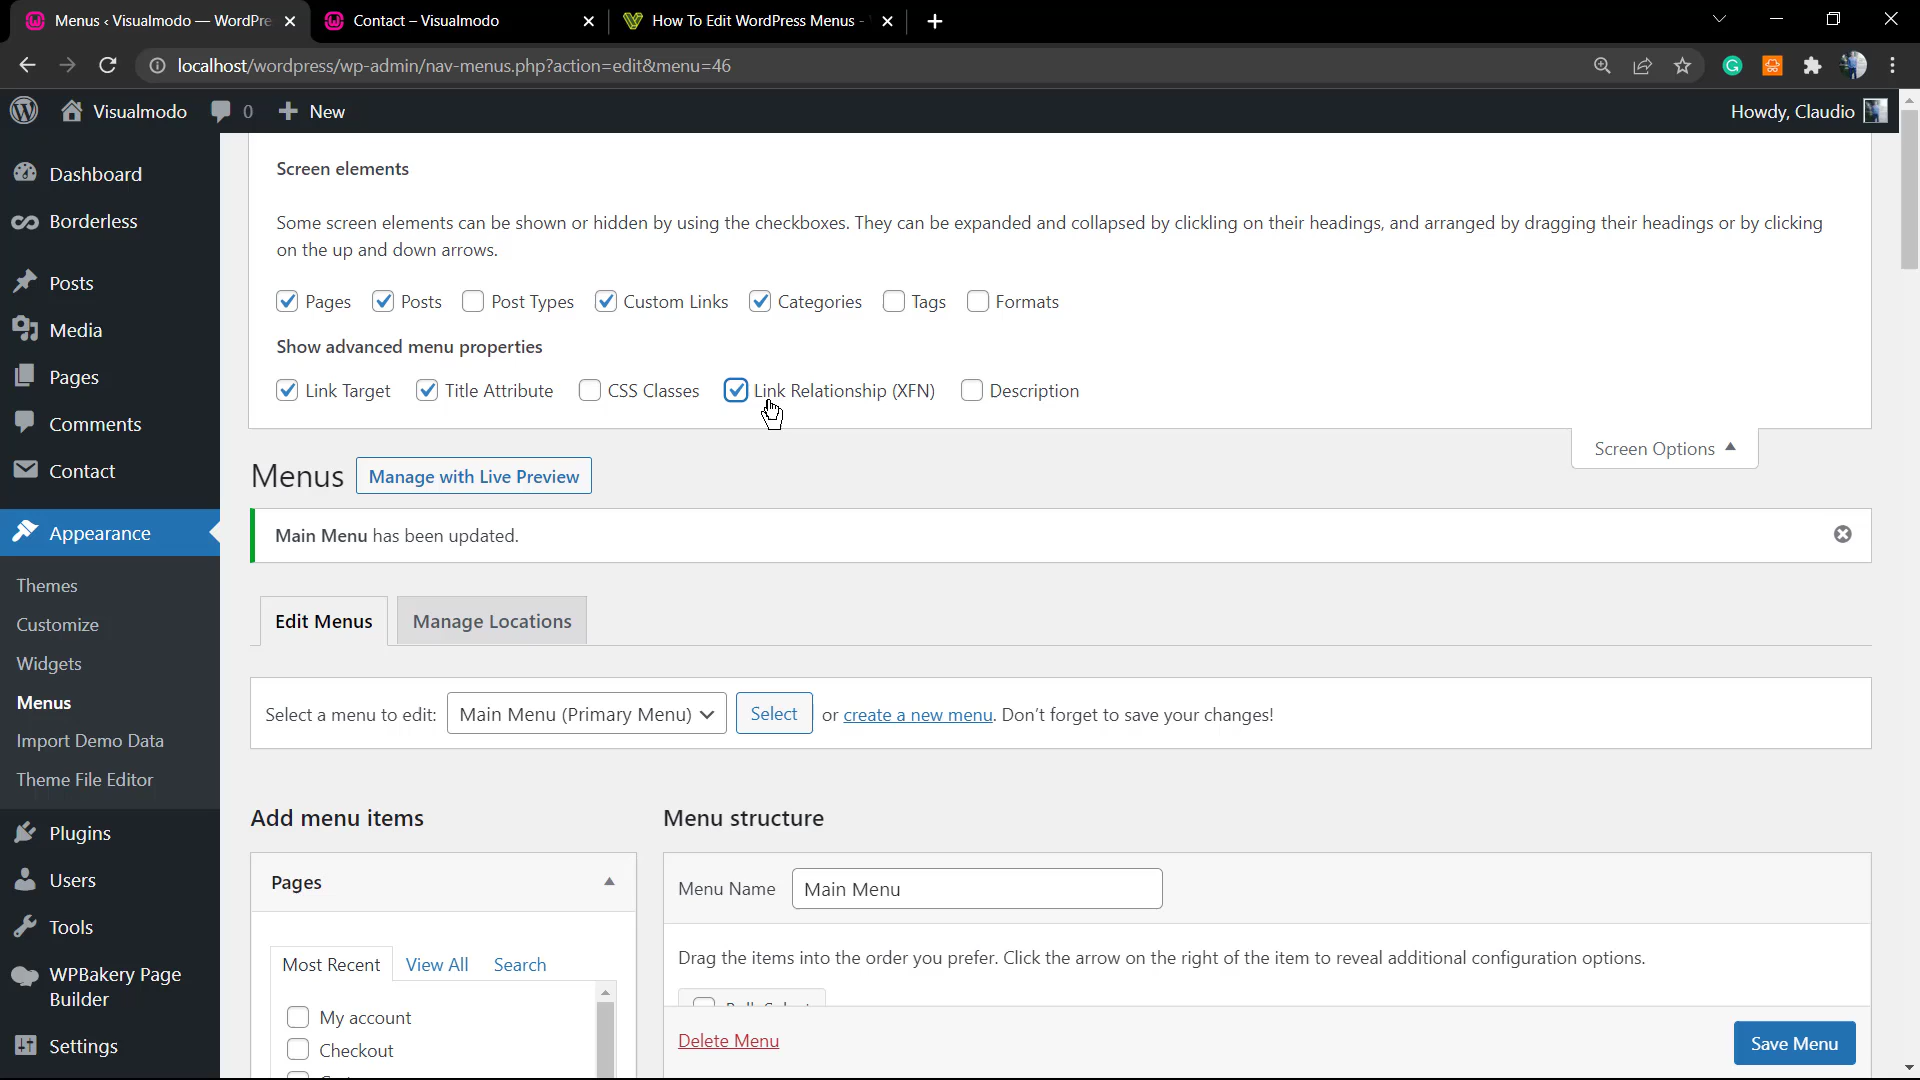 Menus ‹ Visualmodo — WordPre
Contact – Visualmodo
How To Edit WordPress Menus -
localhost/wordpress/wp-admin/nav-menus.php?action=edit&menu=46
Visualmodo
0
New
Howdy, Claudio
Dashboard
Borderless
Posts
Media
Pages
Comments
Contact
Appearance
Themes
Customize
Widgets
Menus
Import Demo Data
Theme File Editor
Plugins
Users
Tools
WPBakery Page
Builder
Settings
Screen elements
Some screen elements can be shown or hidden by using the checkboxes. They can be expanded and collapsed by clickling on their headings, and arranged by dragging their headings or by clicking
on the up and down arrows.
Pages Posts Post Types Custom Links Categories Tags Formats
Show advanced menu properties
Link Target Title Attribute CSS Classes Link Relationship (XFN) Description
Screen Options
Menus Manage with Live Preview
Main Menu has been updated.
Edit Menus Manage Locations
Select a menu to edit: Main Menu (Primary Menu) Select or create a new menu. Don't forget to save your changes!
Add menu items
Pages
Most Recent View All Search
My account
Checkout
Menu structure
Menu Name Main Menu
Drag the items into the order you prefer. Click the arrow on the right of the item to reveal additional configuration options.
Delete Menu
Save Menu